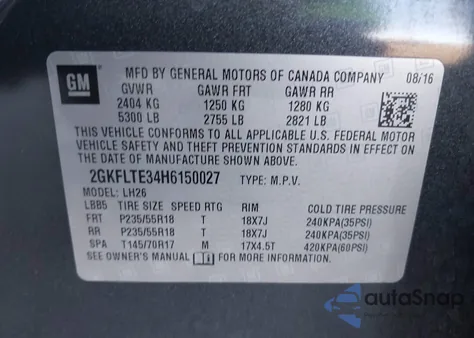 GM
MFD BY GENERAL MOTORS OF CANADA COMPANY 08/16
GVWR GAWR FRT GAWR RR
2404 KG 1250 KG 1280 KG
5300 LB 2755 LB 2821 LB
THIS VEHICLE CONFORMS TO ALL APPLICABLE U.S. FEDERAL MOTOR
VEHICLE SAFETY AND THEFT PREVENTION STANDARDS IN EFFECT ON
THE DATE OF MANUFACTURE SHOWN ABOVE.
2GKFLTE34H6150027 TYPE: M.P.V.
MODEL: LH26
LBB5 TIRE SIZE SPEED RTG RIM COLD TIRE PRESSURE
FRT P235/55R18 T 18X7J 240KPA(35PSI)
RR P235/55R18 T 18X7J 240KPA(35PSI)
SPA T145/70R17 M 17X4.5T 420KPA(60PSI)
SEE OWNER'S MANUAL i FOR MORE INFORMATION.
autoSnap